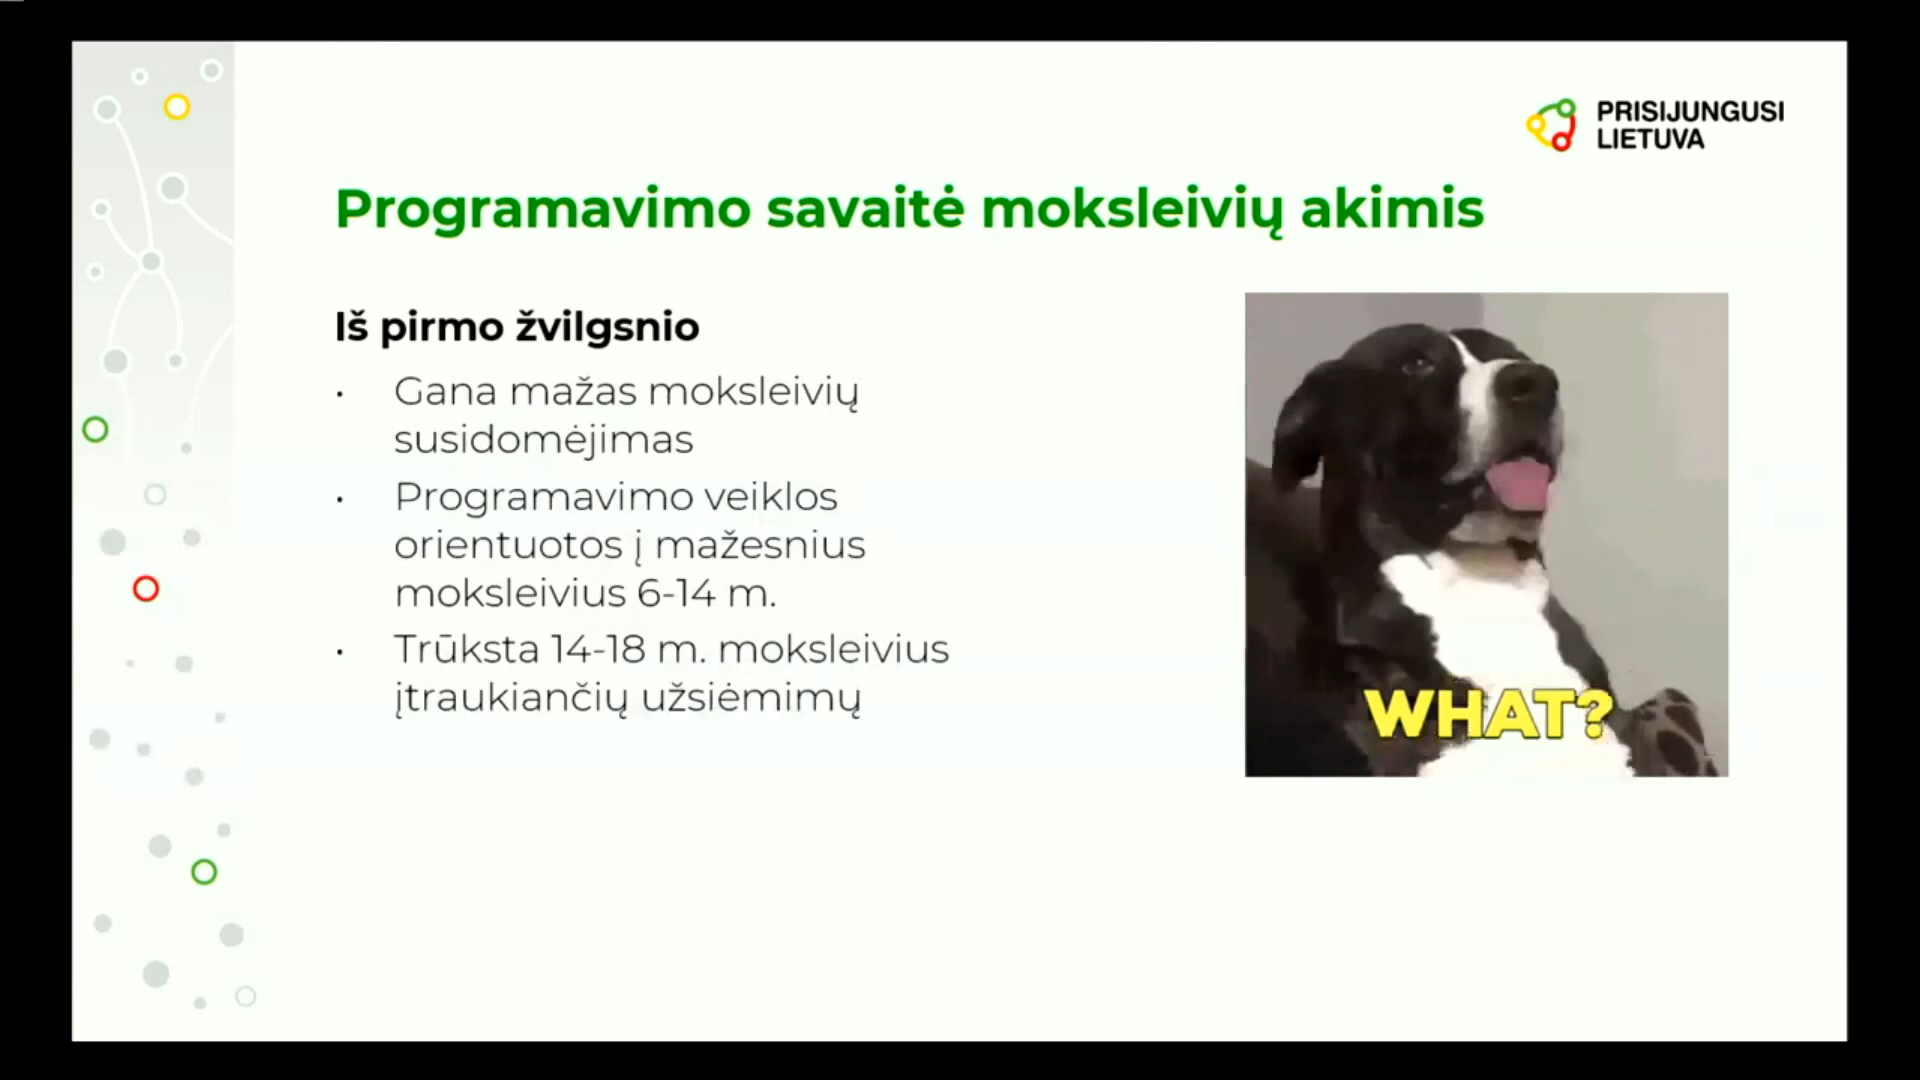 PRISIJUNGUSI
LIETUVA
Programavimo savaitė moksleivių akimis
Iš pirmo žvilgsnio
• Gana mažas moksleivių
susidomėjimas
• Programavimo veiklos
orientuotos į mažesnius
moksleivius 6-14 m.
• Trūksta 14-18 m. moksleivius
įtraukiančių užsiėmimų
WHAT?